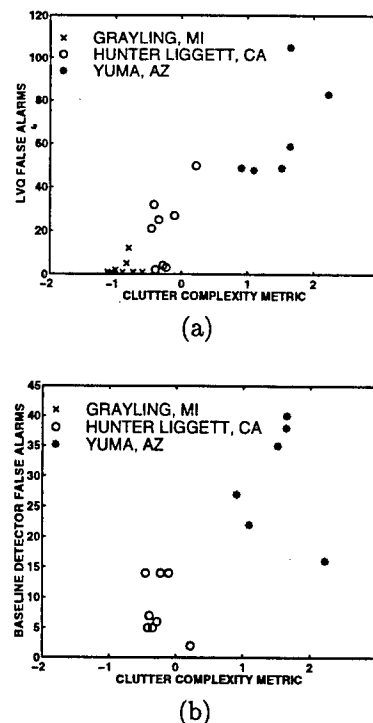 120
100
80
60
40
20
0
LVQ FALSE ALARMS
× GRAYLING, MI
○ HUNTER LIGGETT, CA
● YUMA, AZ
-2 -1 0 1 2
CLUTTER COMPLEXITY METRIC
(a)
45
40
35
30
25
20
15
10
5
0
BASELINE DETECTOR FALSE ALARMS
× GRAYLING, MI
○ HUNTER LIGGETT, CA
● YUMA, AZ
-2 -1 0 1 2
CLUTTER COMPLEXITY METRIC
(b)